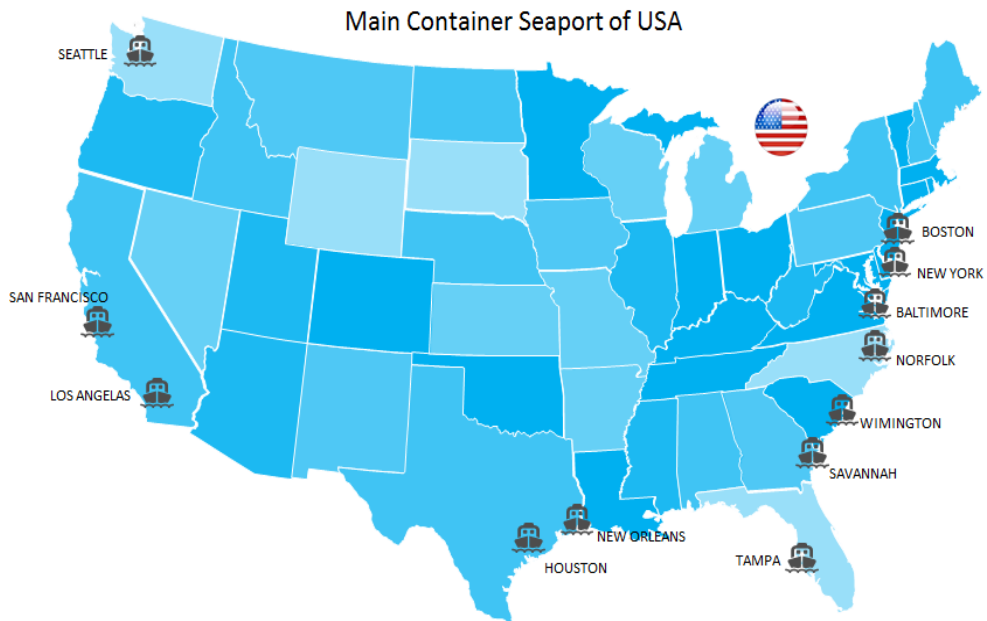 Main Container Seaport of USA
SEATTLE
BOSTON
NEW YORK
SAN FRANCISCO
BALTIMORE
NORFOLK
LOS ANGELAS
WIMINGTON
SAVANNAH
NEW ORLEANS
TAMPA
HOUSTON